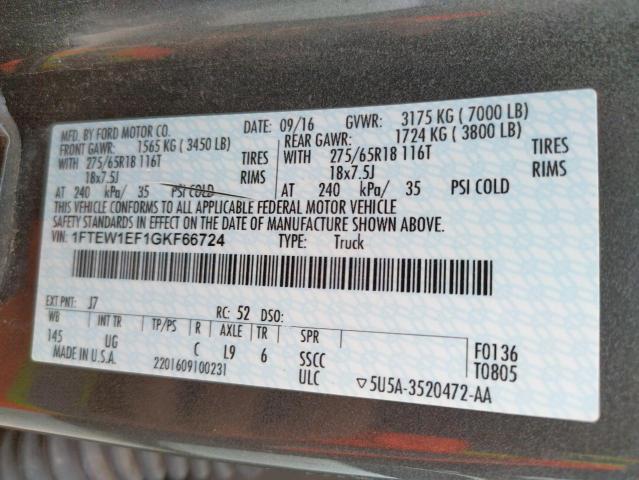 MFD. BY FORD MOTOR CO. DATE: 09/16 GVWR: 3175 KG ( 7000 LB)
FRONT GAWR: 1565 KG ( 3450 LB) REAR GAWR: 1724 KG ( 3800 LB)
WITH 275/65R18 116T TIRES WITH 275/65R18 116T TIRES
18x7.5J RIMS 18x7.5J RIMS
AT 240 kPa/ 35 PSI COLD AT 240 kPa/ 35 PSI COLD
THIS VEHICLE CONFORMS TO ALL APPLICABLE FEDERAL MOTOR VEHICLE
SAFETY STANDARDS IN EFFECT ON THE DATE OF MANUFACTURE SHOWN ABOVE.
VIN: 1FTEW1EF1GKF66724 TYPE: Truck
EXT PNT: J7 RC: 52 DSO:
WB INT TR TP/PS R AXLE TR SPR
145 UG C L9 6 SSCC F0136
MADE IN U.S.A. 2201609100231 ULC T0805
▽5U5A-3520472-AA